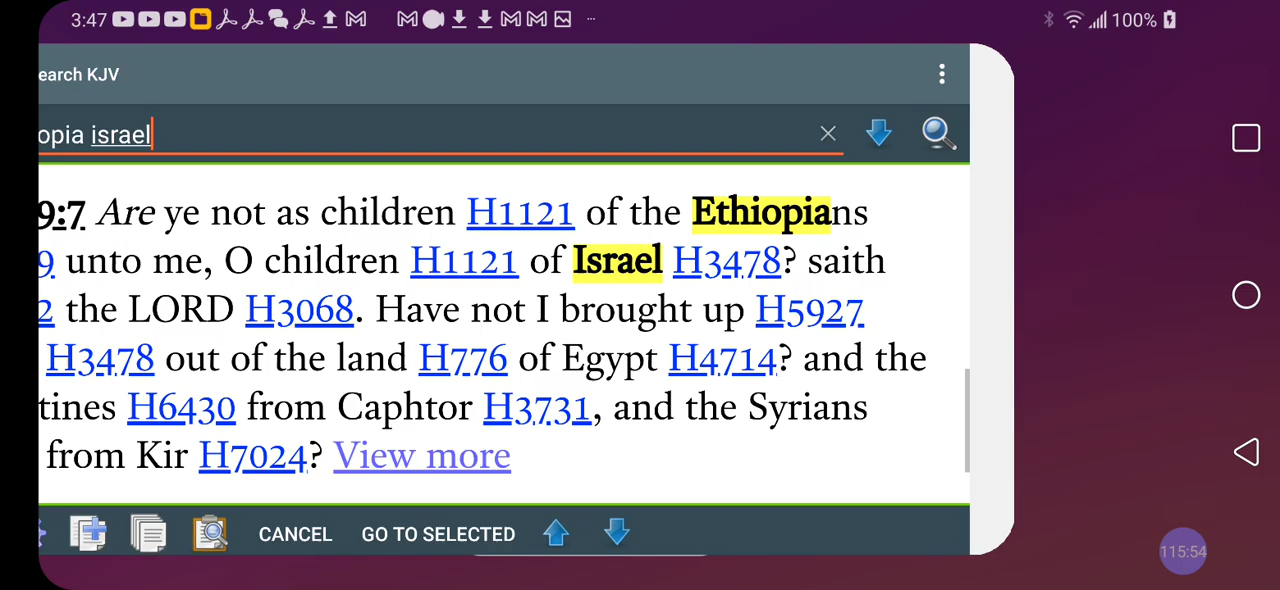 3:47 100%
earch KJV
opia israel
9:7 Are ye not as children H1121 of the Ethiopians
9 unto me, O children H1121 of Israel H3478? saith
2 the LORD H3068. Have not I brought up H5927
H3478 out of the land H776 of Egypt H4714? and the
tines H6430 from Caphtor H3731, and the Syrians
from Kir H7024? View more
CANCEL GO TO SELECTED
115:54